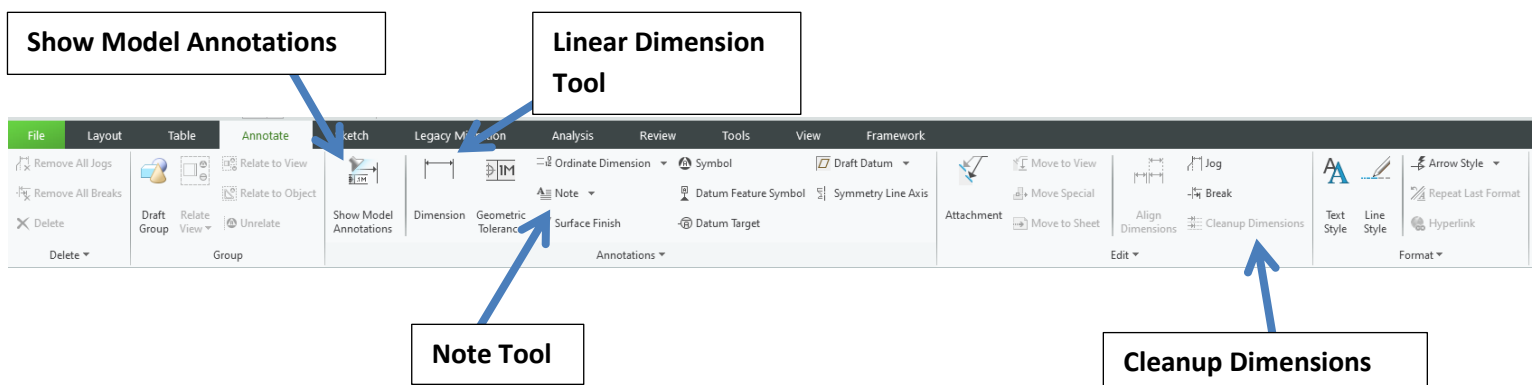 Show Model Annotations
Linear Dimension
Tool
File Layout Table Annotate Sketch Legacy Migration Analysis Review Tools View Framework
Remove All Jogs
Remove All Breaks
Delete
Delete
Draft
Group
Relate
View
Relate to View
Relate to Object
Unrelate
Group
Show Model
Annotations
Dimension
Geometric
Tolerance
Ordinate Dimension
Note
Surface Finish
Symbol
Datum Feature Symbol
Datum Target
Draft Datum
Symmetry Line Axis
Annotations
Attachment
Move to View
Move Special
Move to Sheet
Align
Dimensions
Jog
Break
Cleanup Dimensions
Edit
Text
Style
Line
Style
Arrow Style
Repeat Last Format
Hyperlink
Format
Note Tool
Cleanup Dimensions